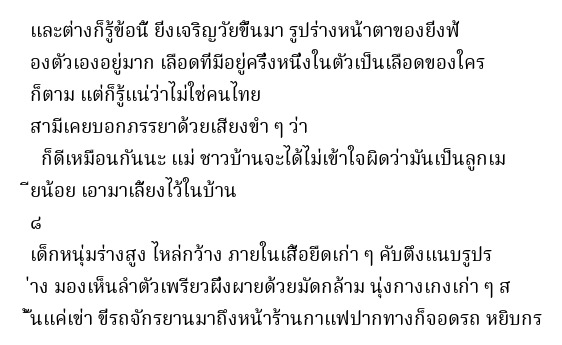 และต่างก็รู้ข้อนี้ ยิ่งเจริญวัยขึ้นมา รูปร่างหน้าตาของยิ่งฟ้
องตัวเองอยู่มาก เลือดที่มีอยู่ครึ่งหนึ่งในตัวเป็นเลือดของใคร
ก็ตาม แต่ก็รู้แน่ว่าไม่ใช่คนไทย
สามีเคยบอกภรรยาด้วยเสียงขำ ๆ ว่า
ก็ดีเหมือนกันนะ แม่ ชาวบ้านจะได้ไม่เข้าใจผิดว่ามันเป็นลูกเม
ียน้อย เอามาเลี้ยงไว้ในบ้าน
๘
เด็กหนุ่มร่างสูง ไหล่กว้าง ภายในเสื้อยืดเก่า ๆ คับตึงแนบรูปร
่าง มองเห็นลำตัวเพรียวผึ่งผายด้วยมัดกล้าม นุ่งกางเกงเก่า ๆ ส
ั้นแค่เข่า ขี่รถจักรยานมาถึงหน้าร้านกาแฟปากทางก็จอดรถ หยิบกร